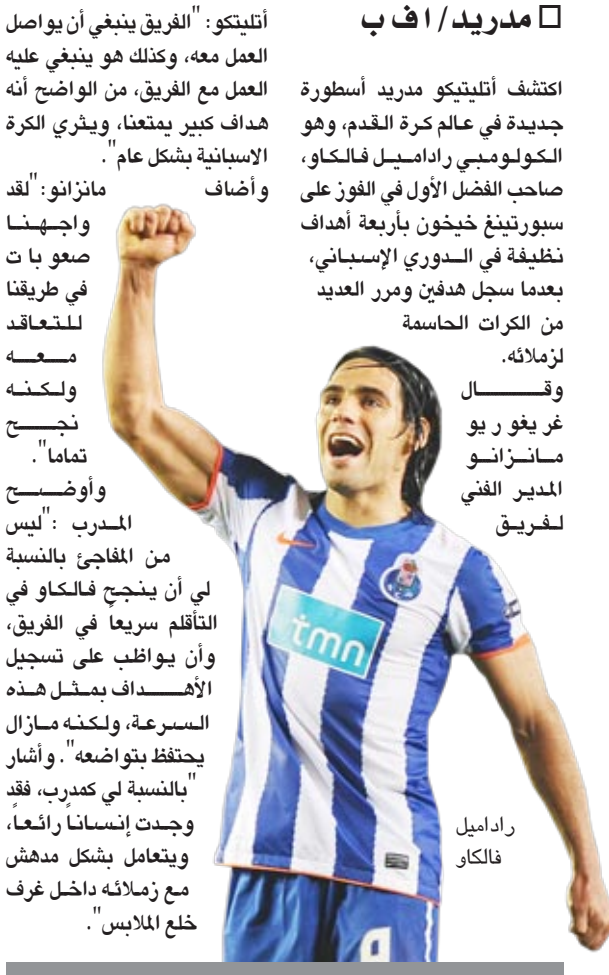 □ مدريد/ ا ف ب
اكتشف أتليتيكو مدريد أسطورة
جديدة في عالم كرة القدم، وهو
الكولومبي راداميل فالكاو،
صاحب الفضل الأول في الفوز على
سبورتينغ خيخون بأربعة أهداف
نظيفة في الدوري الإسباني،
بعدما سجل هدفين ومرر العديد
من الكرات الحاسمة
لزملائه.
وقال
غريغوريو
مانزانو
المدير الفني
لفريق
أتليتكو: "الفريق ينبغي أن يواصل
العمل معه، وكذلك هو ينبغي عليه
العمل مع الفريق، من الواضح أنه
هداف كبير يمتعنا، ويثري الكرة
الاسبانية بشكل عام".
وأضاف مانزانو: "لقد
واجهنا
صعوبات
في طريقنا
للتعاقد
معه
ولكنه
نجح
تماما".
وأوضح
المدرب :"ليس
من المفاجئ بالنسبة
لي أن ينجح فالكاو في
التأقلم سريعاً في الفريق،
وأن يواظب على تسجيل
الأهداف بمثل هذه
السرعة، ولكنه مازال
يحتفظ بتواضعه". وأشار
"بالنسبة لي كمدرب، فقد
وجدت إنساناً رائعاً،
ويتعامل بشكل مدهش
مع زملائه داخل غرف
خلع الملابس".
tmn
راداميل
فالكاو